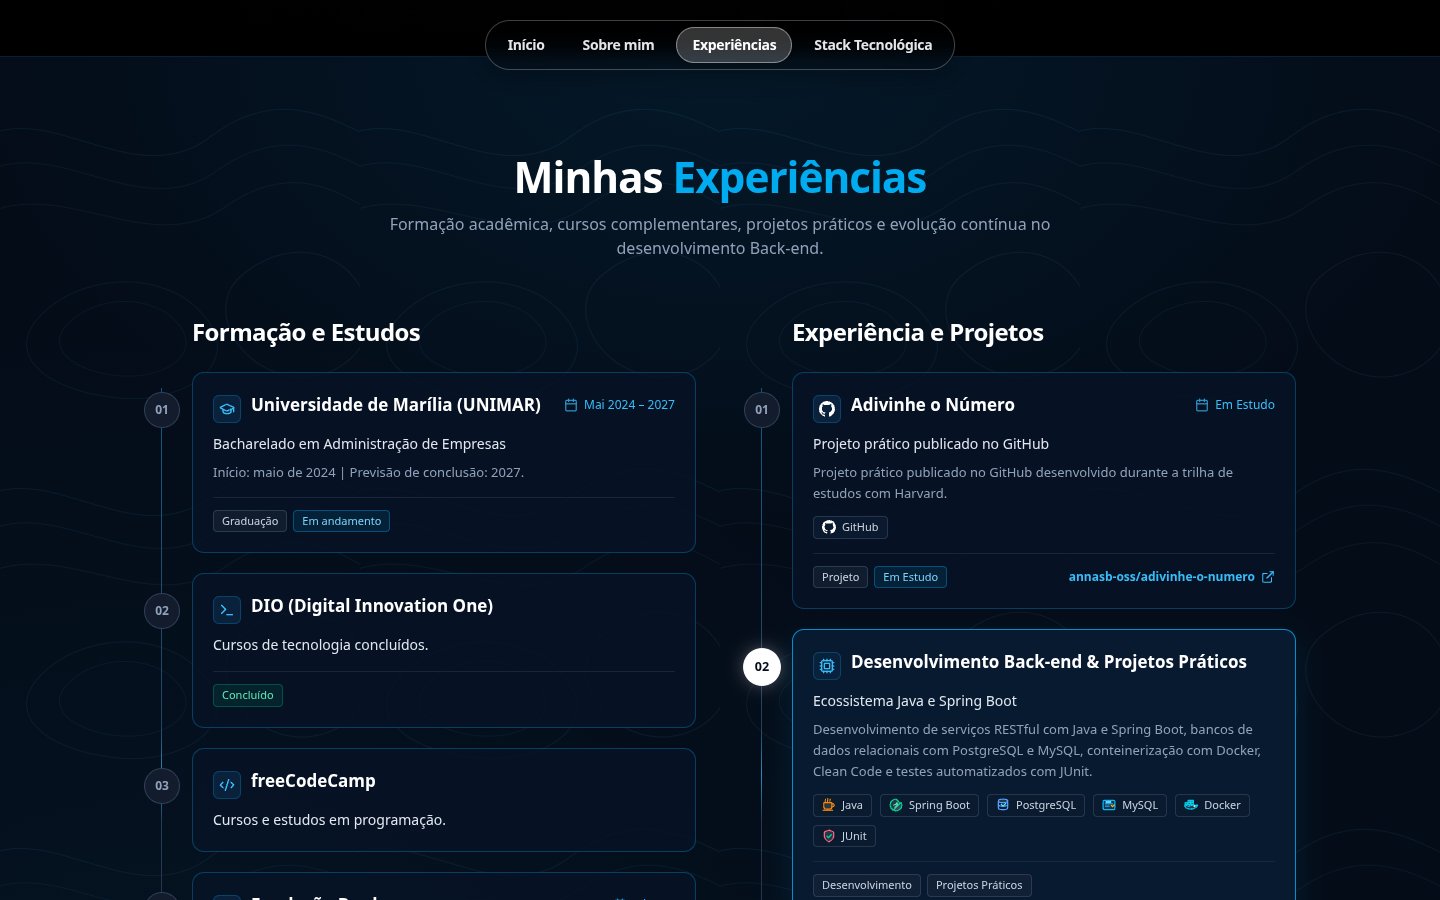 Início
Sobre mim
Experiências
Stack Tecnológica
Minhas Experiências
Formação acadêmica, cursos complementares, projetos práticos e evolução contínua no
desenvolvimento Back-end.
Formação e Estudos
01
Universidade de Marília (UNIMAR)
Mai 2024 – 2027
Bacharelado em Administração de Empresas
Início: maio de 2024 | Previsão de conclusão: 2027.
Graduação
Em andamento
02
DIO (Digital Innovation One)
Cursos de tecnologia concluídos.
Concluído
03
freeCodeCamp
Cursos e estudos em programação.
Experiência e Projetos
01
Adivinhe o Número
Em Estudo
Projeto prático publicado no GitHub
Projeto prático publicado no GitHub desenvolvido durante a trilha de
estudos com Harvard.
GitHub
Projeto
Em Estudo
annasb-oss/adivinhe-o-numero
02
Desenvolvimento Back-end & Projetos Práticos
Ecossistema Java e Spring Boot
Desenvolvimento de serviços RESTful com Java e Spring Boot, bancos de
dados relacionais com PostgreSQL e MySQL, conteinerização com Docker,
Clean Code e testes automatizados com JUnit.
Java
Spring Boot
PostgreSQL
MySQL
Docker
JUnit
Desenvolvimento
Projetos Práticos